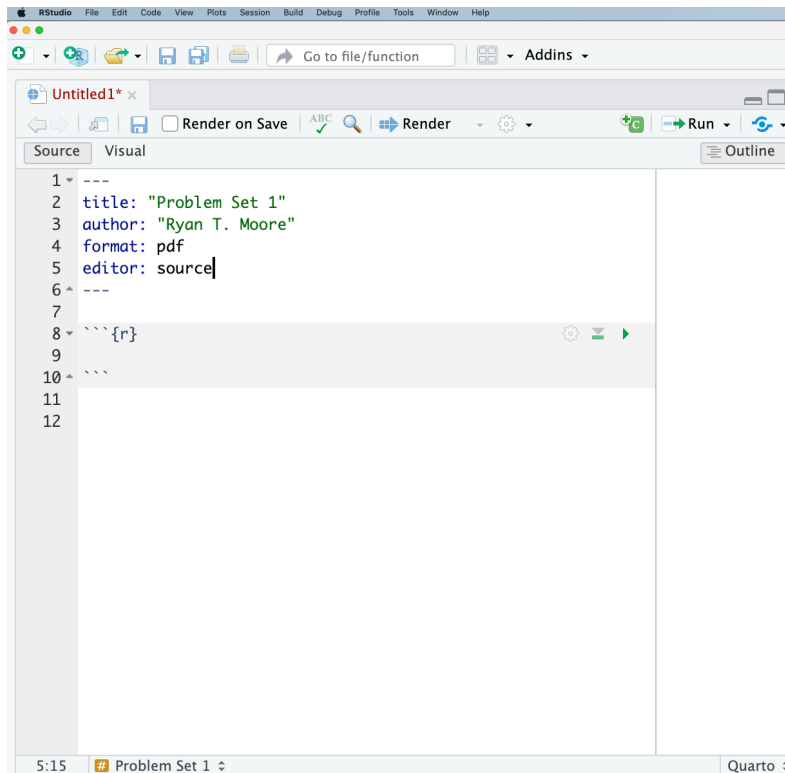 RStudio File Edit Code View Plots Session Build Debug Profile Tools Window Help
R Go to file/function Addins
Untitled1*
Render on Save ABC Render C Run
Source Visual Outline
1 ---
2 title: "Problem Set 1"
3 author: "Ryan T. Moore"
4 format: pdf
5 editor: source
6 ---
7
8 ```{r}
9
10 ```
11
12
5:15 # Problem Set 1 Quarto